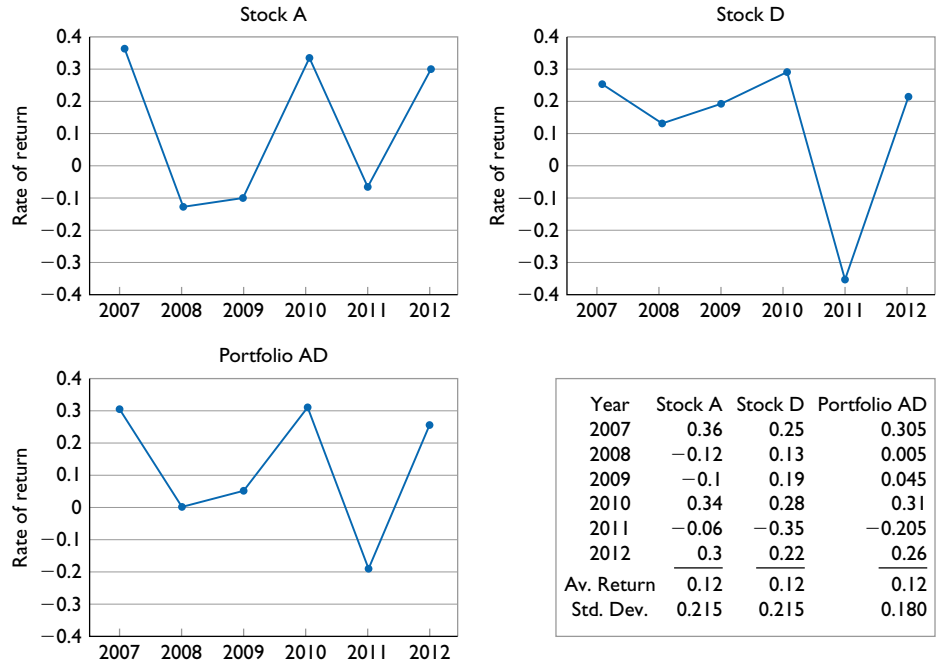 Stock A
Rate of return
0.4
0.3
0.2
0.1
0
−0.1
−0.2
−0.3
−0.4
2007 2008 2009 2010 2011 2012
Stock D
Rate of return
0.4
0.3
0.2
0.1
0
−0.1
−0.2
−0.3
−0.4
2007 2008 2009 2010 2011 2012
Portfolio AD
Rate of return
0.4
0.3
0.2
0.1
0
−0.1
−0.2
−0.3
−0.4
2007 2008 2009 2010 2011 2012
Year Stock A Stock D Portfolio AD
2007 0.36 0.25 0.305
2008 −0.12 0.13 0.005
2009 −0.1 0.19 0.045
2010 0.34 0.28 0.31
2011 −0.06 −0.35 −0.205
2012 0.3 0.22 0.26
Av. Return 0.12 0.12 0.12
Std. Dev. 0.215 0.215 0.180